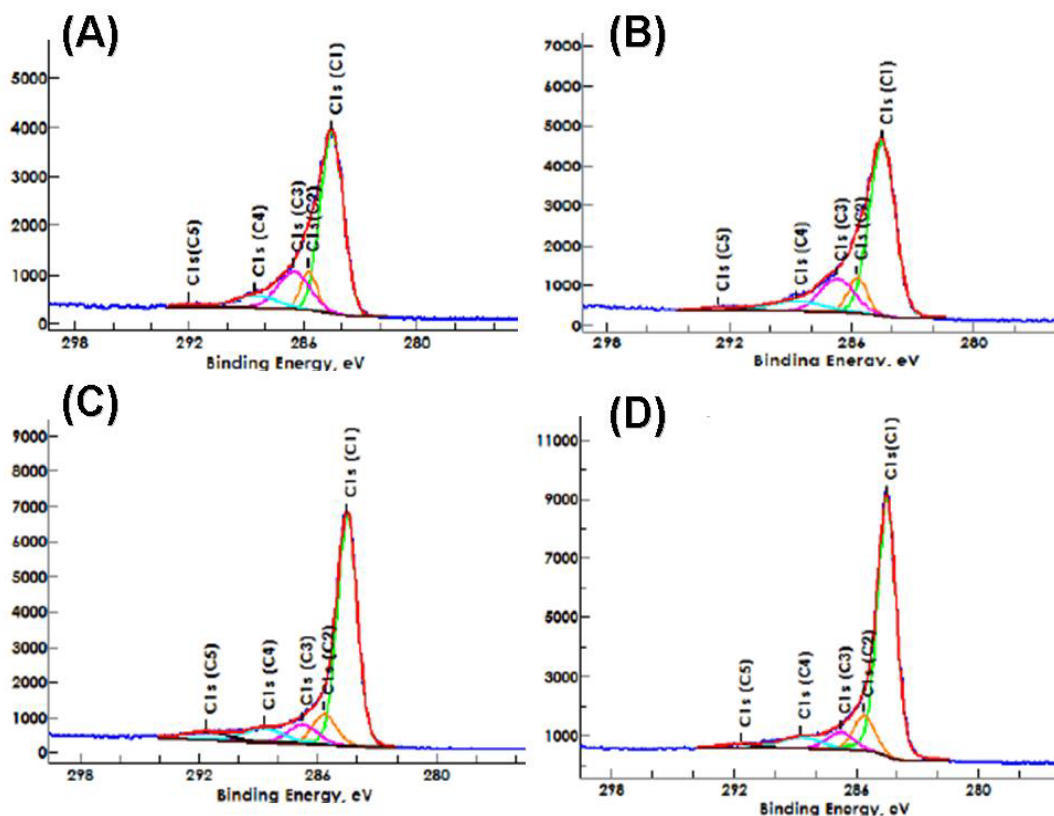 (A)
5000
4000
3000
2000
1000
0
C1s(C5)
C1s (C4)
C1s (C3)
C1s(C2)
C1s (C1)
298
292
286
280
Binding Energy, eV
(B)
7000
6000
5000
4000
3000
2000
1000
0
C1s (C5)
C1s (C4)
C1s (C3)
C1s (C2)
C1s (C1)
298
292
286
280
Binding Energy, eV
(C)
9000
8000
7000
6000
5000
4000
3000
2000
1000
0
C1s (C5)
C1s (C4)
C1s (C3)
C1s (C2)
C1s (C1)
298
292
286
280
Binding Energy, eV
(D)
11000
9000
7000
5000
3000
1000
C1s (C5)
C1s (C4)
C1s (C3)
C1s (C2)
C1s(C1)
298
292
286
280
Binding Energy, eV